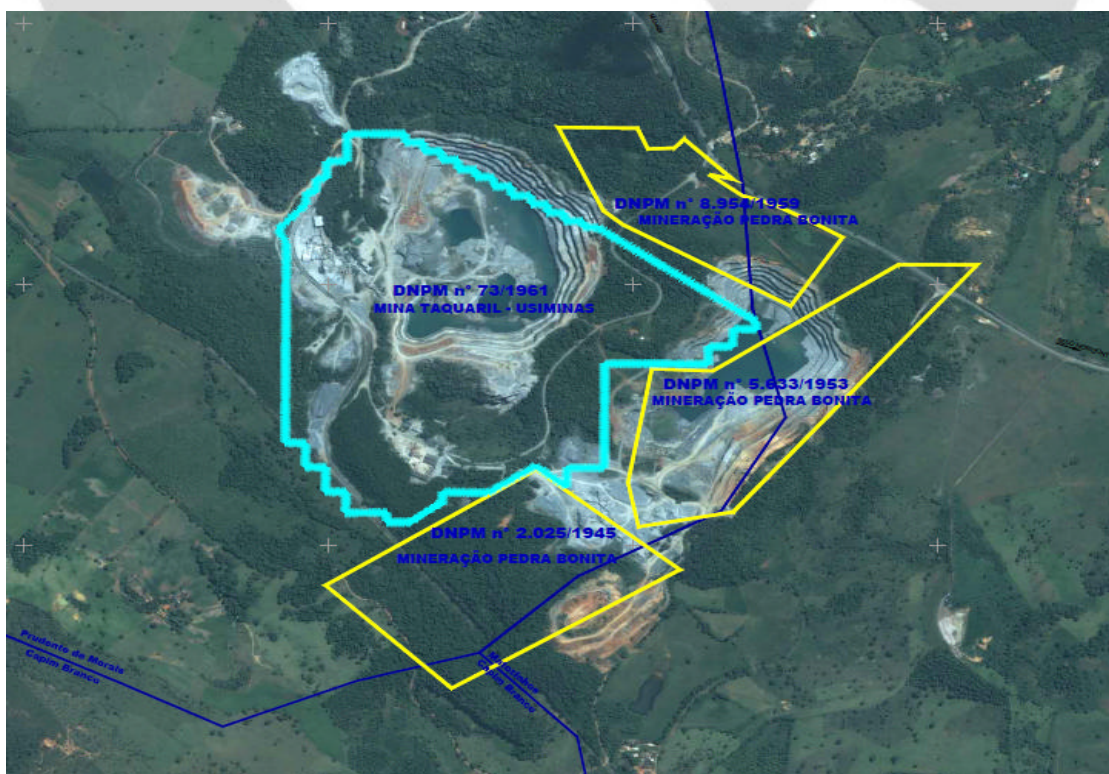 DNPM n° 8.954/1959
MINERAÇÃO PEDRA BONITA
DNPM n° 73/1961
MINA TAQUARIL - USIMINAS
DNPM n° 5.633/1953
MINERAÇÃO PEDRA BONITA
DNPM n° 2.025/1945
MINERAÇÃO PEDRA BONITA
Prudente de Morais
Capim Branco
Matozinhos
Capim Branco